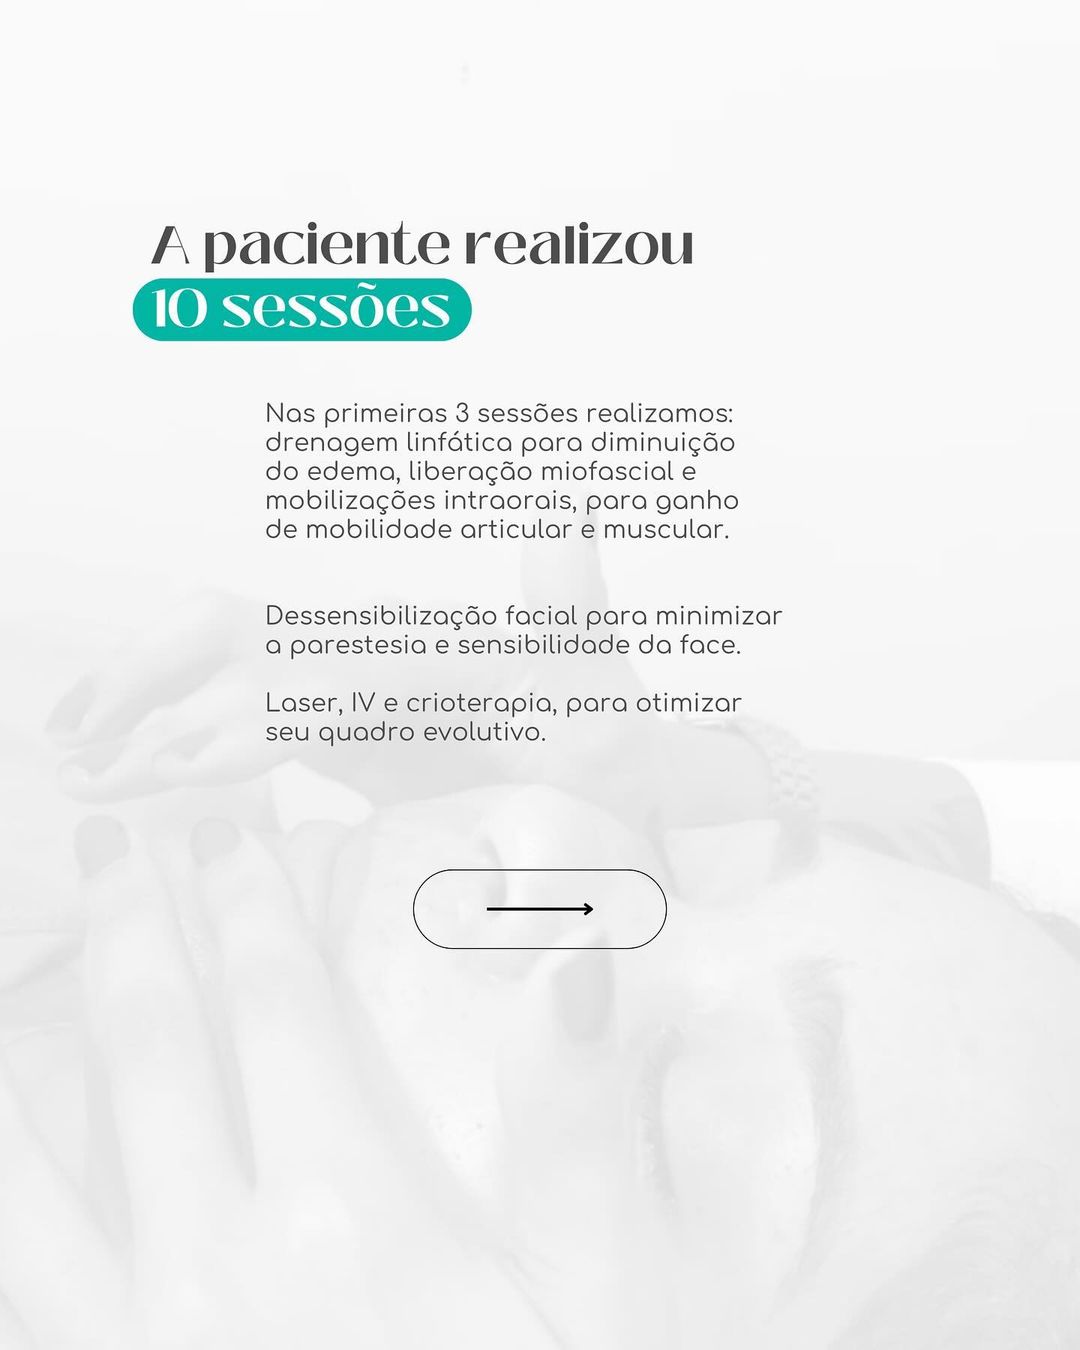 A paciente realizou
10 sessões
Nas primeiras 3 sessões realizamos:
drenagem linfática para diminuição
do edema, liberação miofascial e
mobilizações intraorais, para ganho
de mobilidade articular e muscular.
Dessensibilização facial para minimizar
a parestesia e sensibilidade da face.
Laser, IV e crioterapia, para otimizar
seu quadro evolutivo.